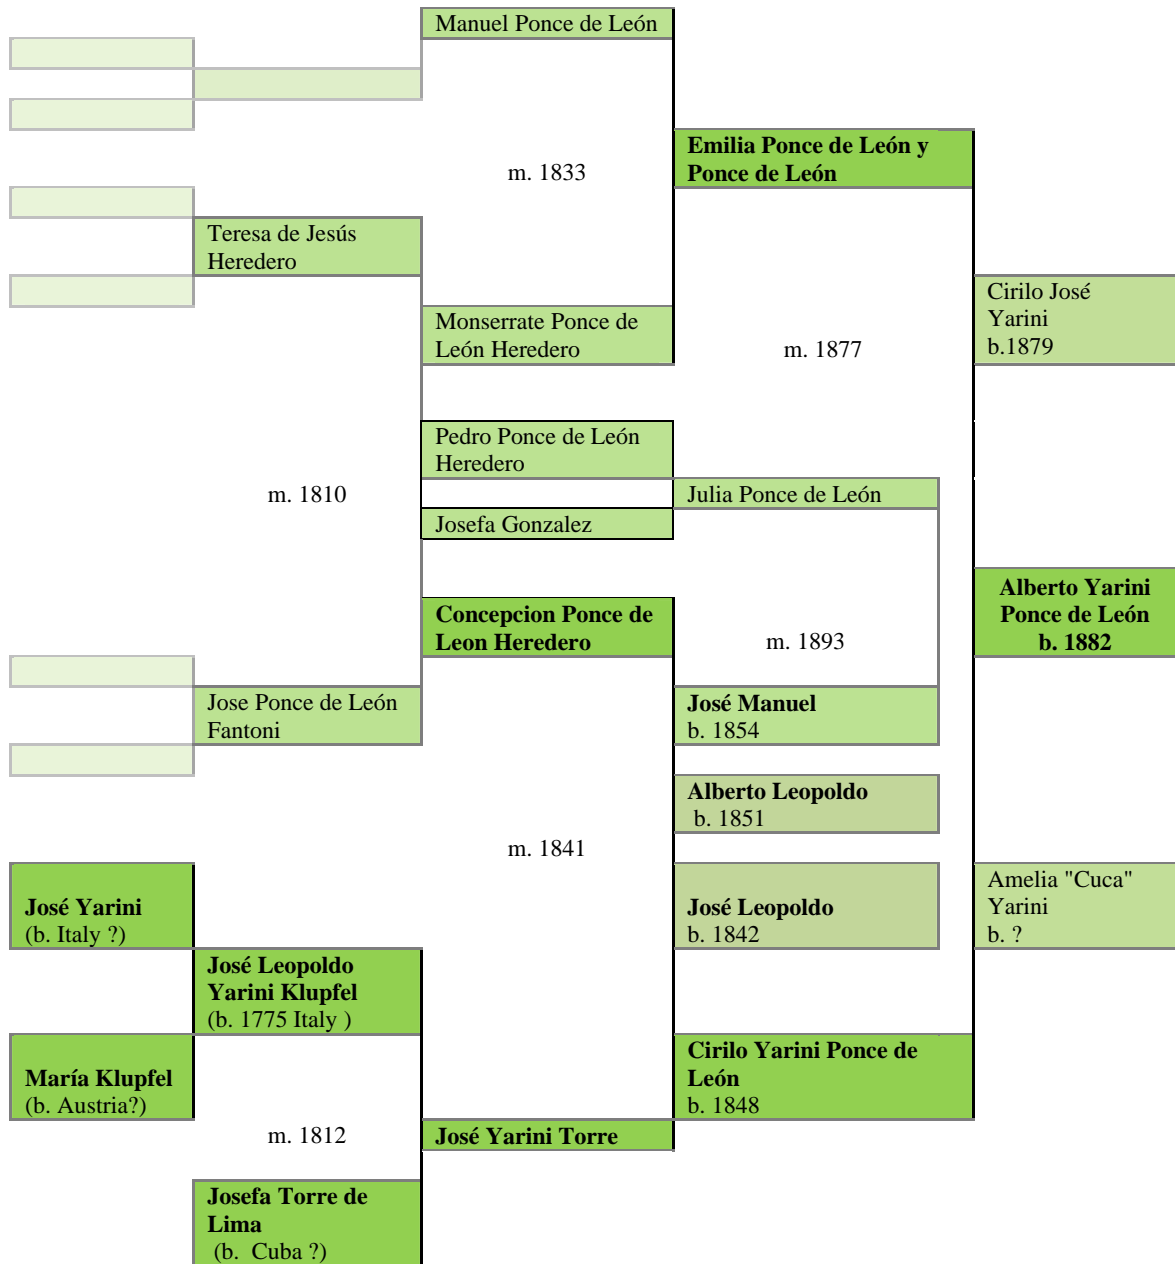 Manuel Ponce de León
m. 1833
Emilia Ponce de León y
Ponce de León
Teresa de Jesús
Heredero
Monserrate Ponce de
León Heredero
m. 1877
Cirilo José
Yarini
b.1879
Pedro Ponce de León
Heredero
m. 1810
Julia Ponce de León
Josefa Gonzalez
Concepcion Ponce de
Leon Heredero
m. 1893
Alberto Yarini
Ponce de León
b. 1882
Jose Ponce de León
Fantoni
José Manuel
b. 1854
Alberto Leopoldo
b. 1851
m. 1841
José Yarini
(b. Italy ?)
José Leopoldo
b. 1842
Amelia "Cuca"
Yarini
b. ?
José Leopoldo
Yarini Klupfel
(b. 1775 Italy )
María Klupfel
(b. Austria?)
Cirilo Yarini Ponce de
León
b. 1848
m. 1812
José Yarini Torre
Josefa Torre de
Lima
(b. Cuba ?)